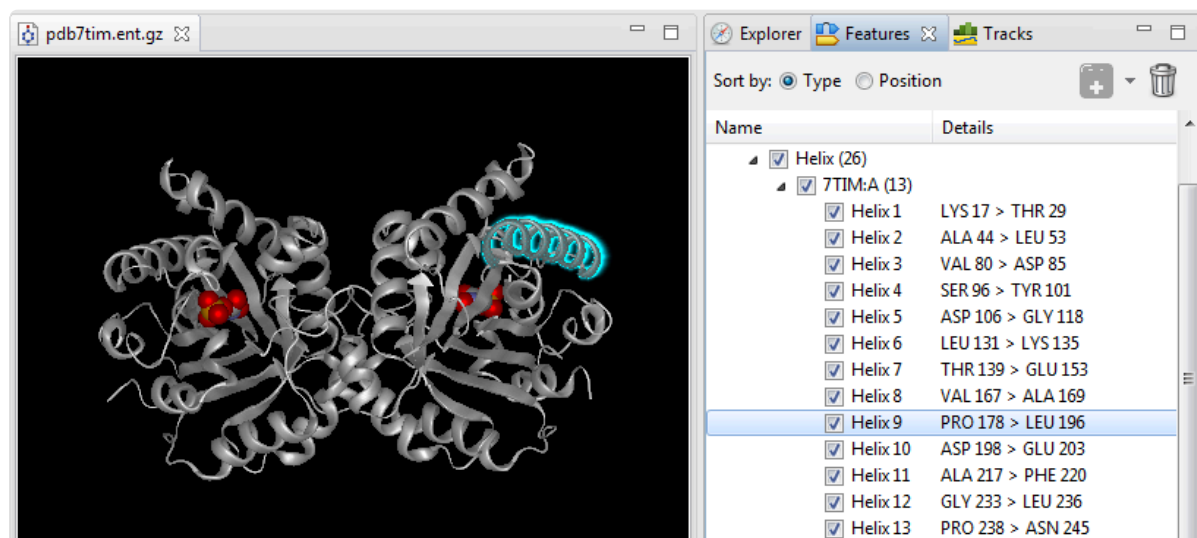 pdb7tim.ent.gz
Explorer Features Tracks
Sort by: Type Position
Name Details
Helix (26)
7TIM:A (13)
Helix 1 LYS 17 > THR 29
Helix 2 ALA 44 > LEU 53
Helix 3 VAL 80 > ASP 85
Helix 4 SER 96 > TYR 101
Helix 5 ASP 106 > GLY 118
Helix 6 LEU 131 > LYS 135
Helix 7 THR 139 > GLU 153
Helix 8 VAL 167 > ALA 169
Helix 9 PRO 178 > LEU 196
Helix 10 ASP 198 > GLU 203
Helix 11 ALA 217 > PHE 220
Helix 12 GLY 233 > LEU 236
Helix 13 PRO 238 > ASN 245